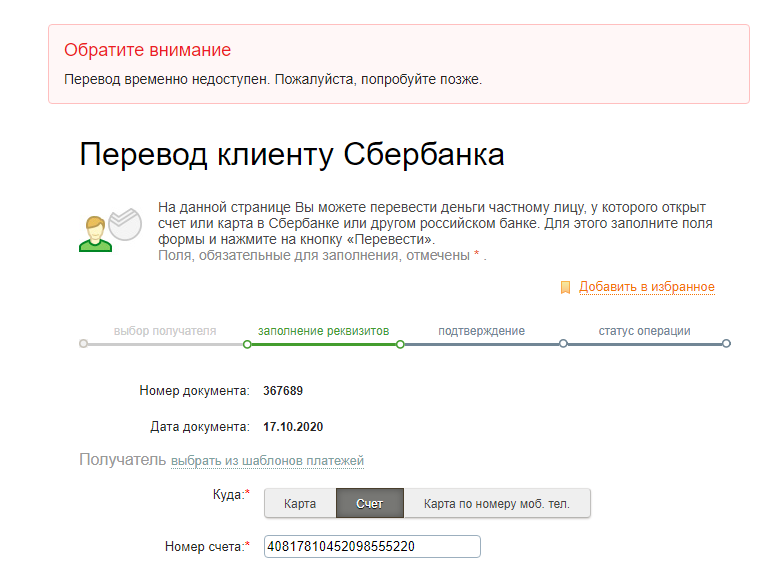 Обратите внимание
Перевод временно недоступен. Пожалуйста, попробуйте позже.
Перевод клиенту Сбербанка
На данной странице Вы можете перевести деньги частному лицу, у которого открыт
счет или карта в Сбербанке или другом российском банке. Для этого заполните поля
формы и нажмите на кнопку «Перевести».
Поля, обязательные для заполнения, отмечены * .
Добавить в избранное
выбор получателя заполнение реквизитов подтверждение статус операции
Номер документа: 367689
Дата документа: 17.10.2020
Получатель выбрать из шаблонов платежей
Куда:* Карта Счет Карта по номеру моб. тел.
Номер счета:* 40817810452098555220